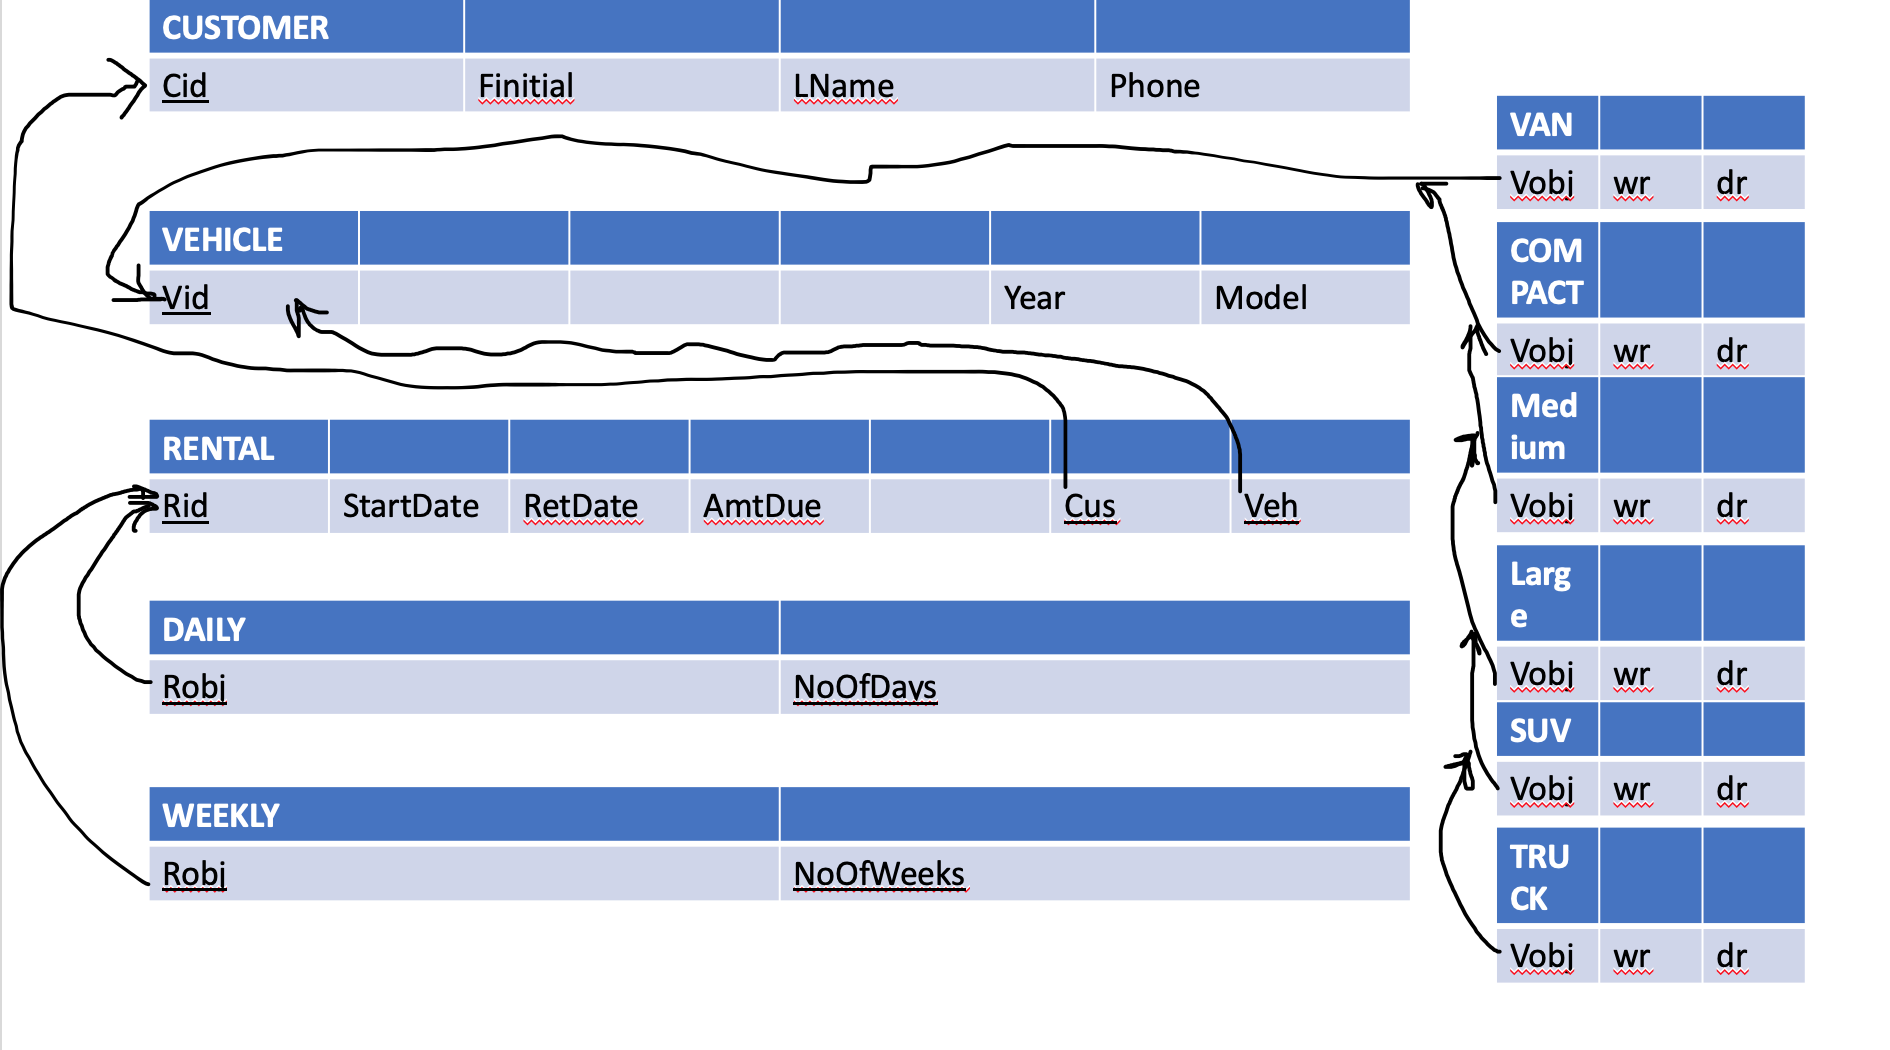 CUSTOMER
Cid Finitial LName Phone
VEHICLE
Vid Year Model
RENTAL
Rid StartDate RetDate AmtDue Cus Veh
DAILY
Robj NoOfDays
WEEKLY
Robj NoOfWeeks
VAN
Vobj wr dr
COM
PACT
Vobj wr dr
Med
ium
Vobj wr dr
Larg
e
Vobj wr dr
SUV
Vobj wr dr
TRU
CK
Vobj wr dr